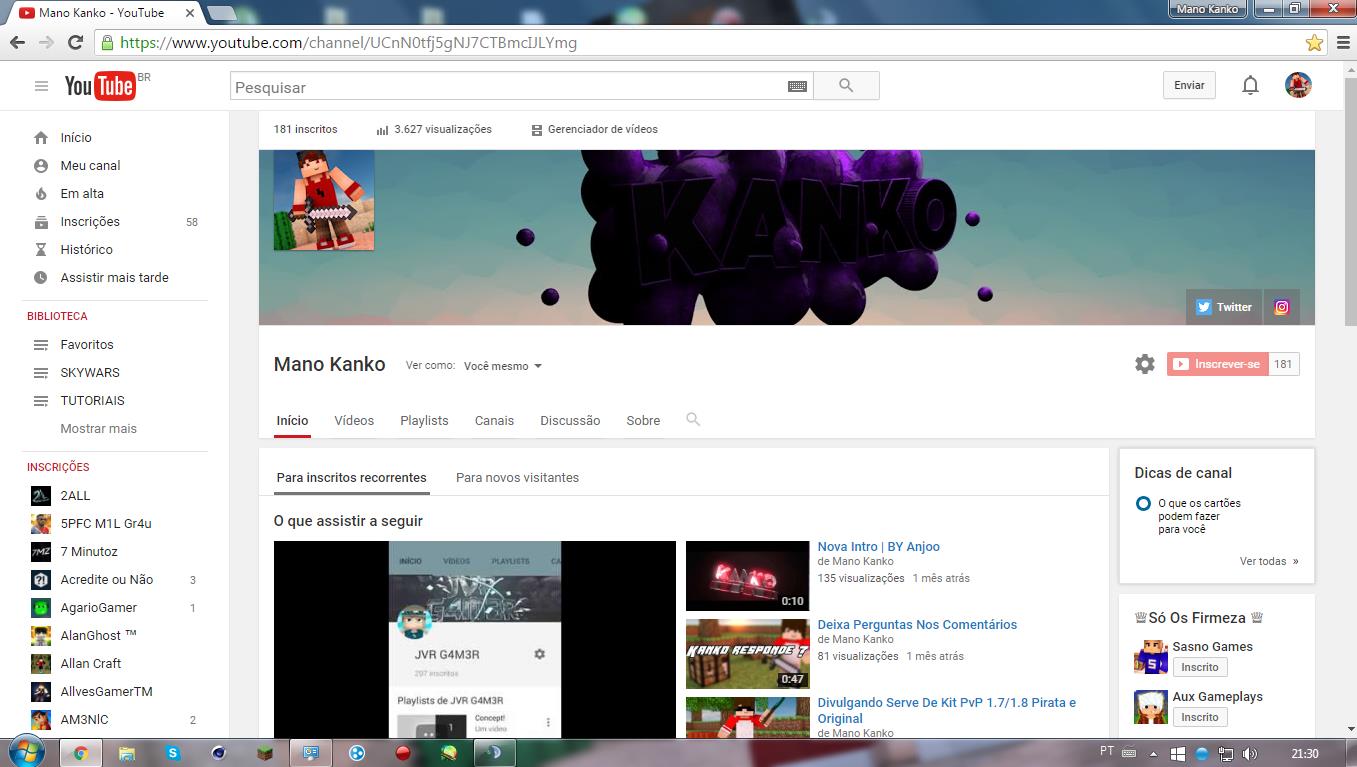 Mano Kanko - YouTube
Mano Kanko
https://www.youtube.com/channel/UCnN0tfj5gNJ7CTBmcIJLYmg
YouTube BR
Pesquisar
Enviar
Início
Meu canal
Em alta
Inscrições 58
Histórico
Assistir mais tarde
BIBLIOTECA
Favoritos
SKYWARS
TUTORIAIS
Mostrar mais
INSCRIÇÕES
2ALL
5PFC M1L Gr4u
7MZ
7 Minutoz
Acredite ou Não 3
AgarioGamer 1
AlanGhost ™
Allan Craft
AllvesGamerTM
AM3NlC 2
181 inscritos
3.627 visualizações
Gerenciador de vídeos
KANKO
Twitter
Mano Kanko
Ver como: Você mesmo
Inscrever-se 181
Início Vídeos Playlists Canais Discussão Sobre
Para inscritos recorrentes Para novos visitantes
O que assistir a seguir
INÍCIO VÍDEOS PLAYLISTS CA
JVR G4M3R
JVR G4M3R
297 inscritos
Playlists de JVR G4M3R
1
Concept!
Um vídeo
KANKO
0:10
Nova Intro | BY Anjoo
de Mano Kanko
135 visualizações 1 mês atrás
KANKO RESPONDE ?
0:47
Deixa Perguntas Nos Comentários
de Mano Kanko
81 visualizações 1 mês atrás
Divulgando Serve De Kit PvP 1.7/1.8 Pirata e
Original
de Mano Kanko
Dicas de canal
O que os cartões
podem fazer
para você
Ver todas »
♕Só Os Firmeza ♕
Sasno Games
Inscrito
Aux Gameplays
Inscrito
PT
21:30